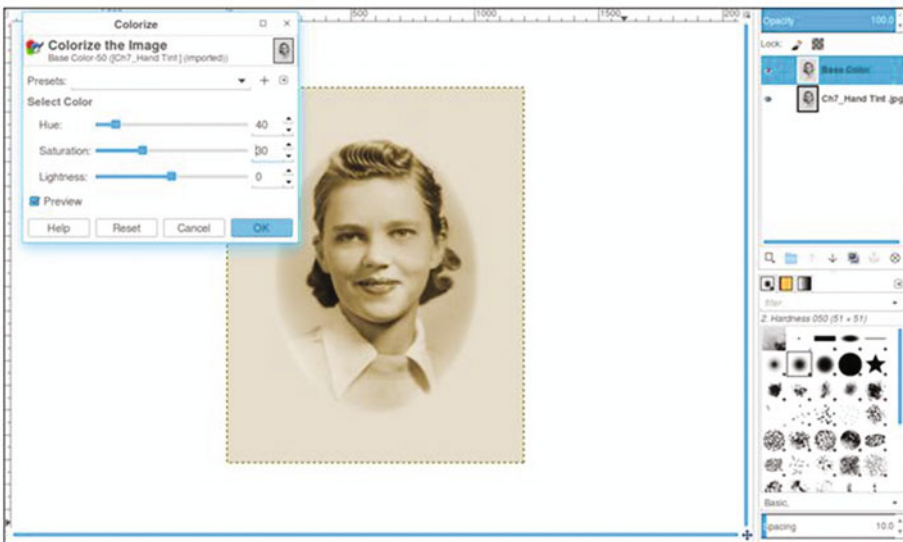 Colorize
Colorize the Image
Base Color-50 ([Ch7_Hand Tint] (Imported))
Presets:
Select Color
Hue: 40
Saturation: 30
Lightness: 0
Preview
Help Reset Cancel OK
500 1000 1500 200
Opacity 100.0
Lock:
Base Color
Ch7_Hand Tint .jpg
filter
2. Hardness 050 (51 × 51)
Basic,
Spacing 10.0